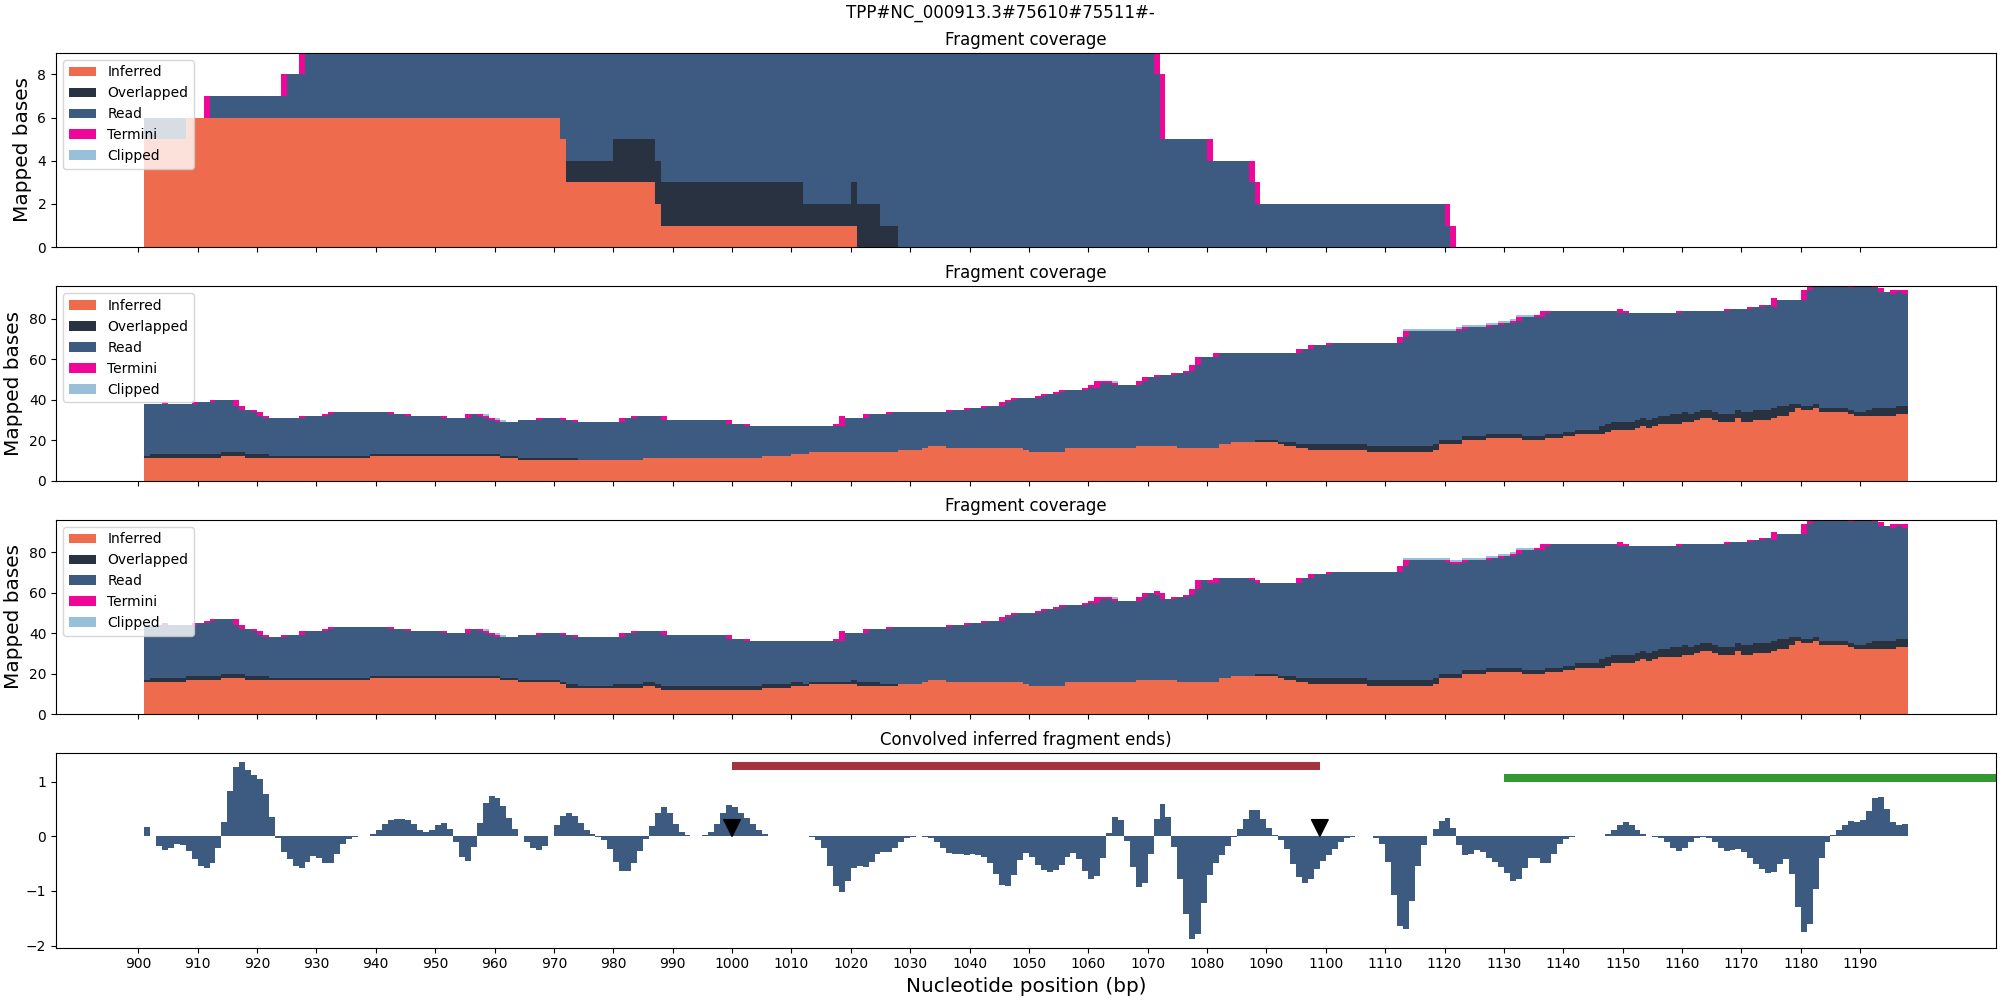 TPP#NC_000913.3#75610#75511#-
Fragment coverage
Mapped bases
8
6
4
2
0
Inferred
Overlapped
Read
Termini
Clipped
Fragment coverage
Mapped bases
80
60
40
20
0
Inferred
Overlapped
Read
Termini
Clipped
Fragment coverage
Mapped bases
80
60
40
20
0
Inferred
Overlapped
Read
Termini
Clipped
Convolved inferred fragment ends)
1
0
−1
−2
900 910 920 930 940 950 960 970 980 990 1000 1010 1020 1030 1040 1050 1060 1070 1080 1090 1100 1110 1120 1130 1140 1150 1160 1170 1180 1190
Nucleotide position (bp)